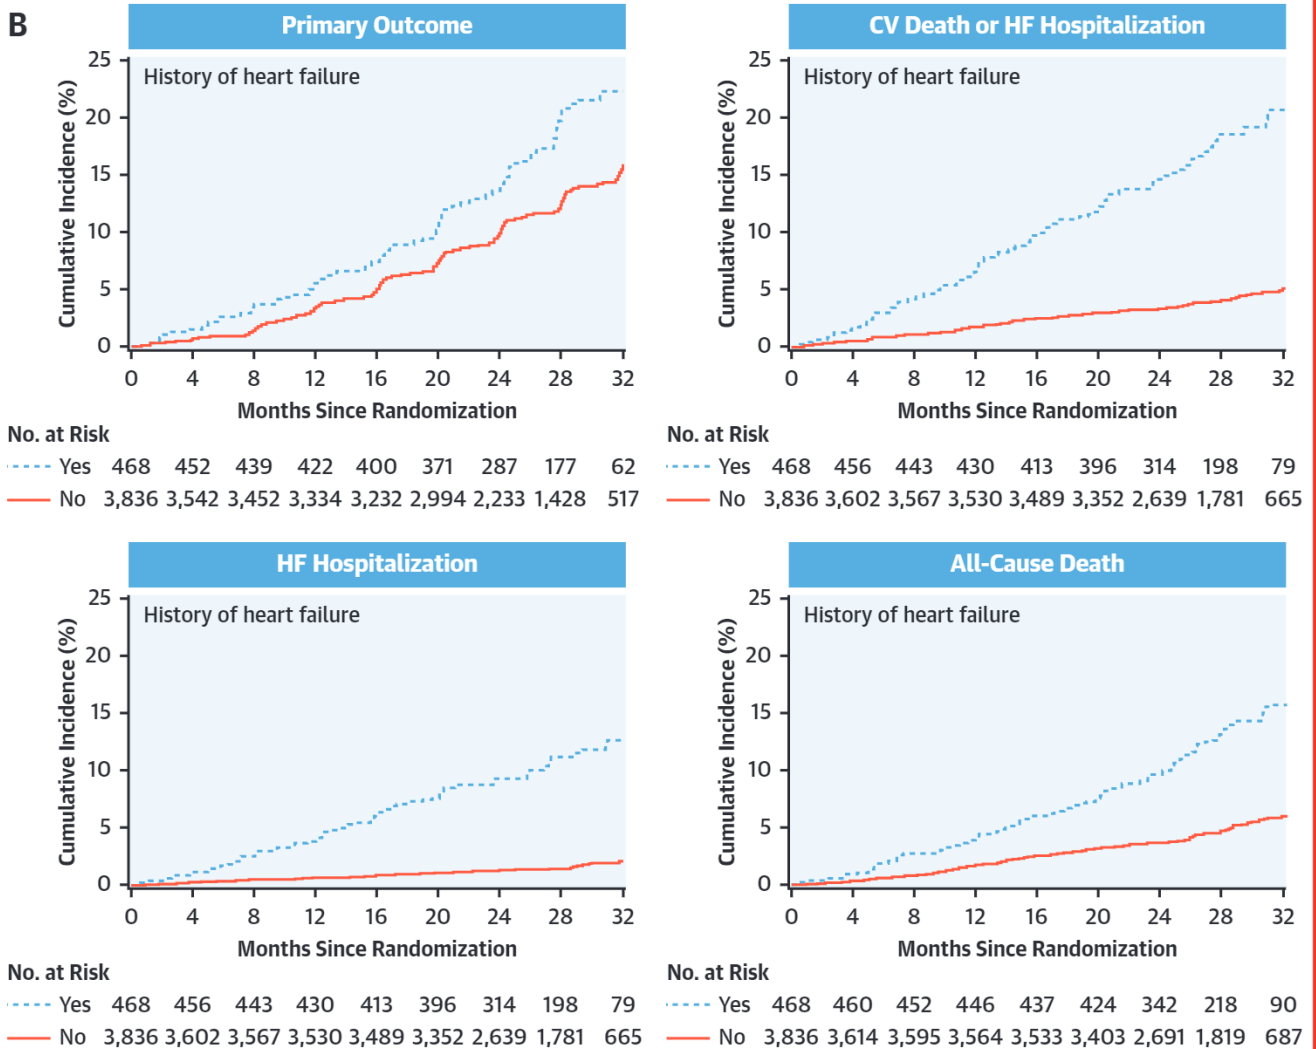 B
Primary Outcome
Cumulative Incidence (%)
25
20
15
10
5
0
History of heart failure
0 4 8 12 16 20 24 28 32
Months Since Randomization
No. at Risk
Yes 468 452 439 422 400 371 287 177 62
No 3,836 3,542 3,452 3,334 3,232 2,994 2,233 1,428 517
CV Death or HF Hospitalization
Cumulative Incidence (%)
25
20
15
10
5
0
History of heart failure
0 4 8 12 16 20 24 28 32
Months Since Randomization
No. at Risk
Yes 468 456 443 430 413 396 314 198 79
No 3,836 3,602 3,567 3,530 3,489 3,352 2,639 1,781 665
HF Hospitalization
Cumulative Incidence (%)
25
20
15
10
5
0
History of heart failure
0 4 8 12 16 20 24 28 32
Months Since Randomization
No. at Risk
Yes 468 456 443 430 413 396 314 198 79
No 3,836 3,602 3,567 3,530 3,489 3,352 2,639 1,781 665
All-Cause Death
Cumulative Incidence (%)
25
20
15
10
5
0
History of heart failure
0 4 8 12 16 20 24 28 32
Months Since Randomization
No. at Risk
Yes 468 460 452 446 437 424 342 218 90
No 3,836 3,614 3,595 3,564 3,533 3,403 2,691 1,819 687